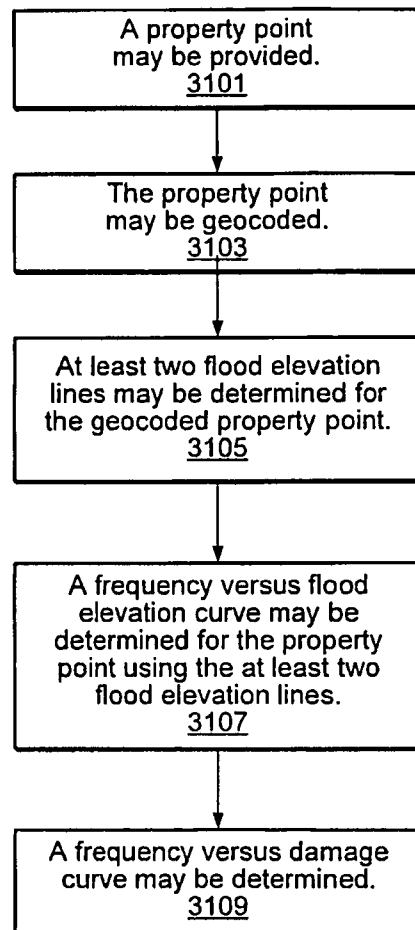 A property point
may be provided.
3101
The property point
may be geocoded.
3103
At least two flood elevation
lines may be determined for
the geocoded property point.
3105
A frequency versus flood
elevation curve may be
determined for the property
point using the at least two
flood elevation lines.
3107
A frequency versus damage
curve may be determined.
3109